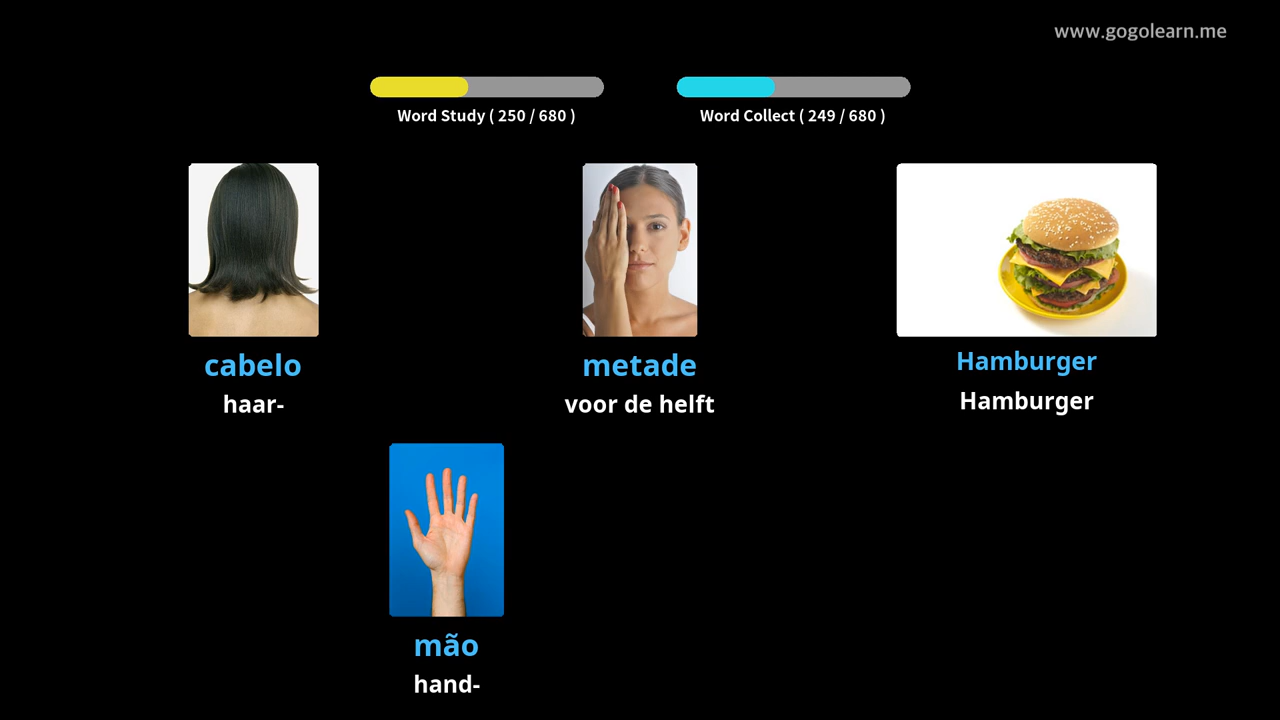 www.gogolearn.me
Word Study ( 250 / 680 )
Word Collect ( 249 / 680 )
cabelo
haar-
metade
voor de helft
Hamburger
Hamburger
mão
hand-